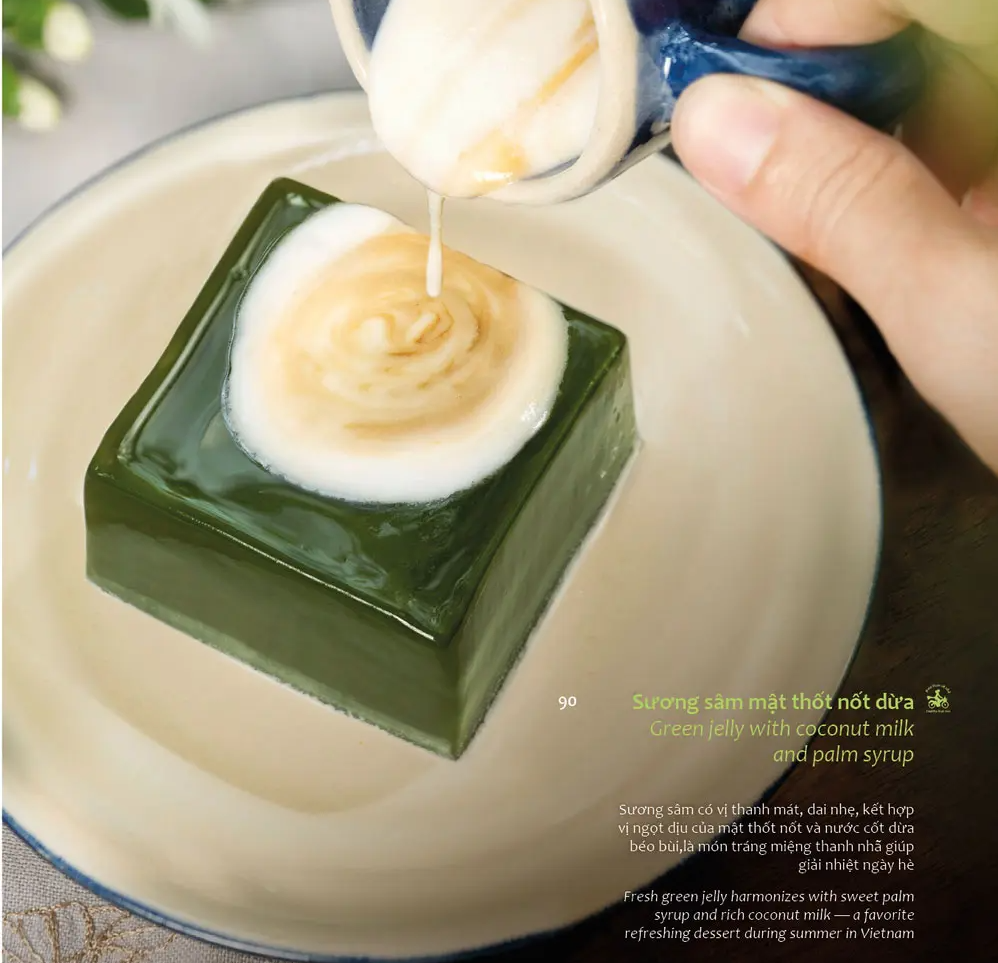 90
Sương sâm mật thốt nốt dừa
Green jelly with coconut milk
and palm syrup
Sương sâm có vị thanh mát, dai nhẹ, kết hợp
vị ngọt dịu của mật thốt nốt và nước cốt dừa
béo bùi,là món tráng miệng thanh nhã giúp
giải nhiệt ngày hè
Fresh green jelly harmonizes with sweet palm
syrup and rich coconut milk — a favorite
refreshing dessert during summer in Vietnam